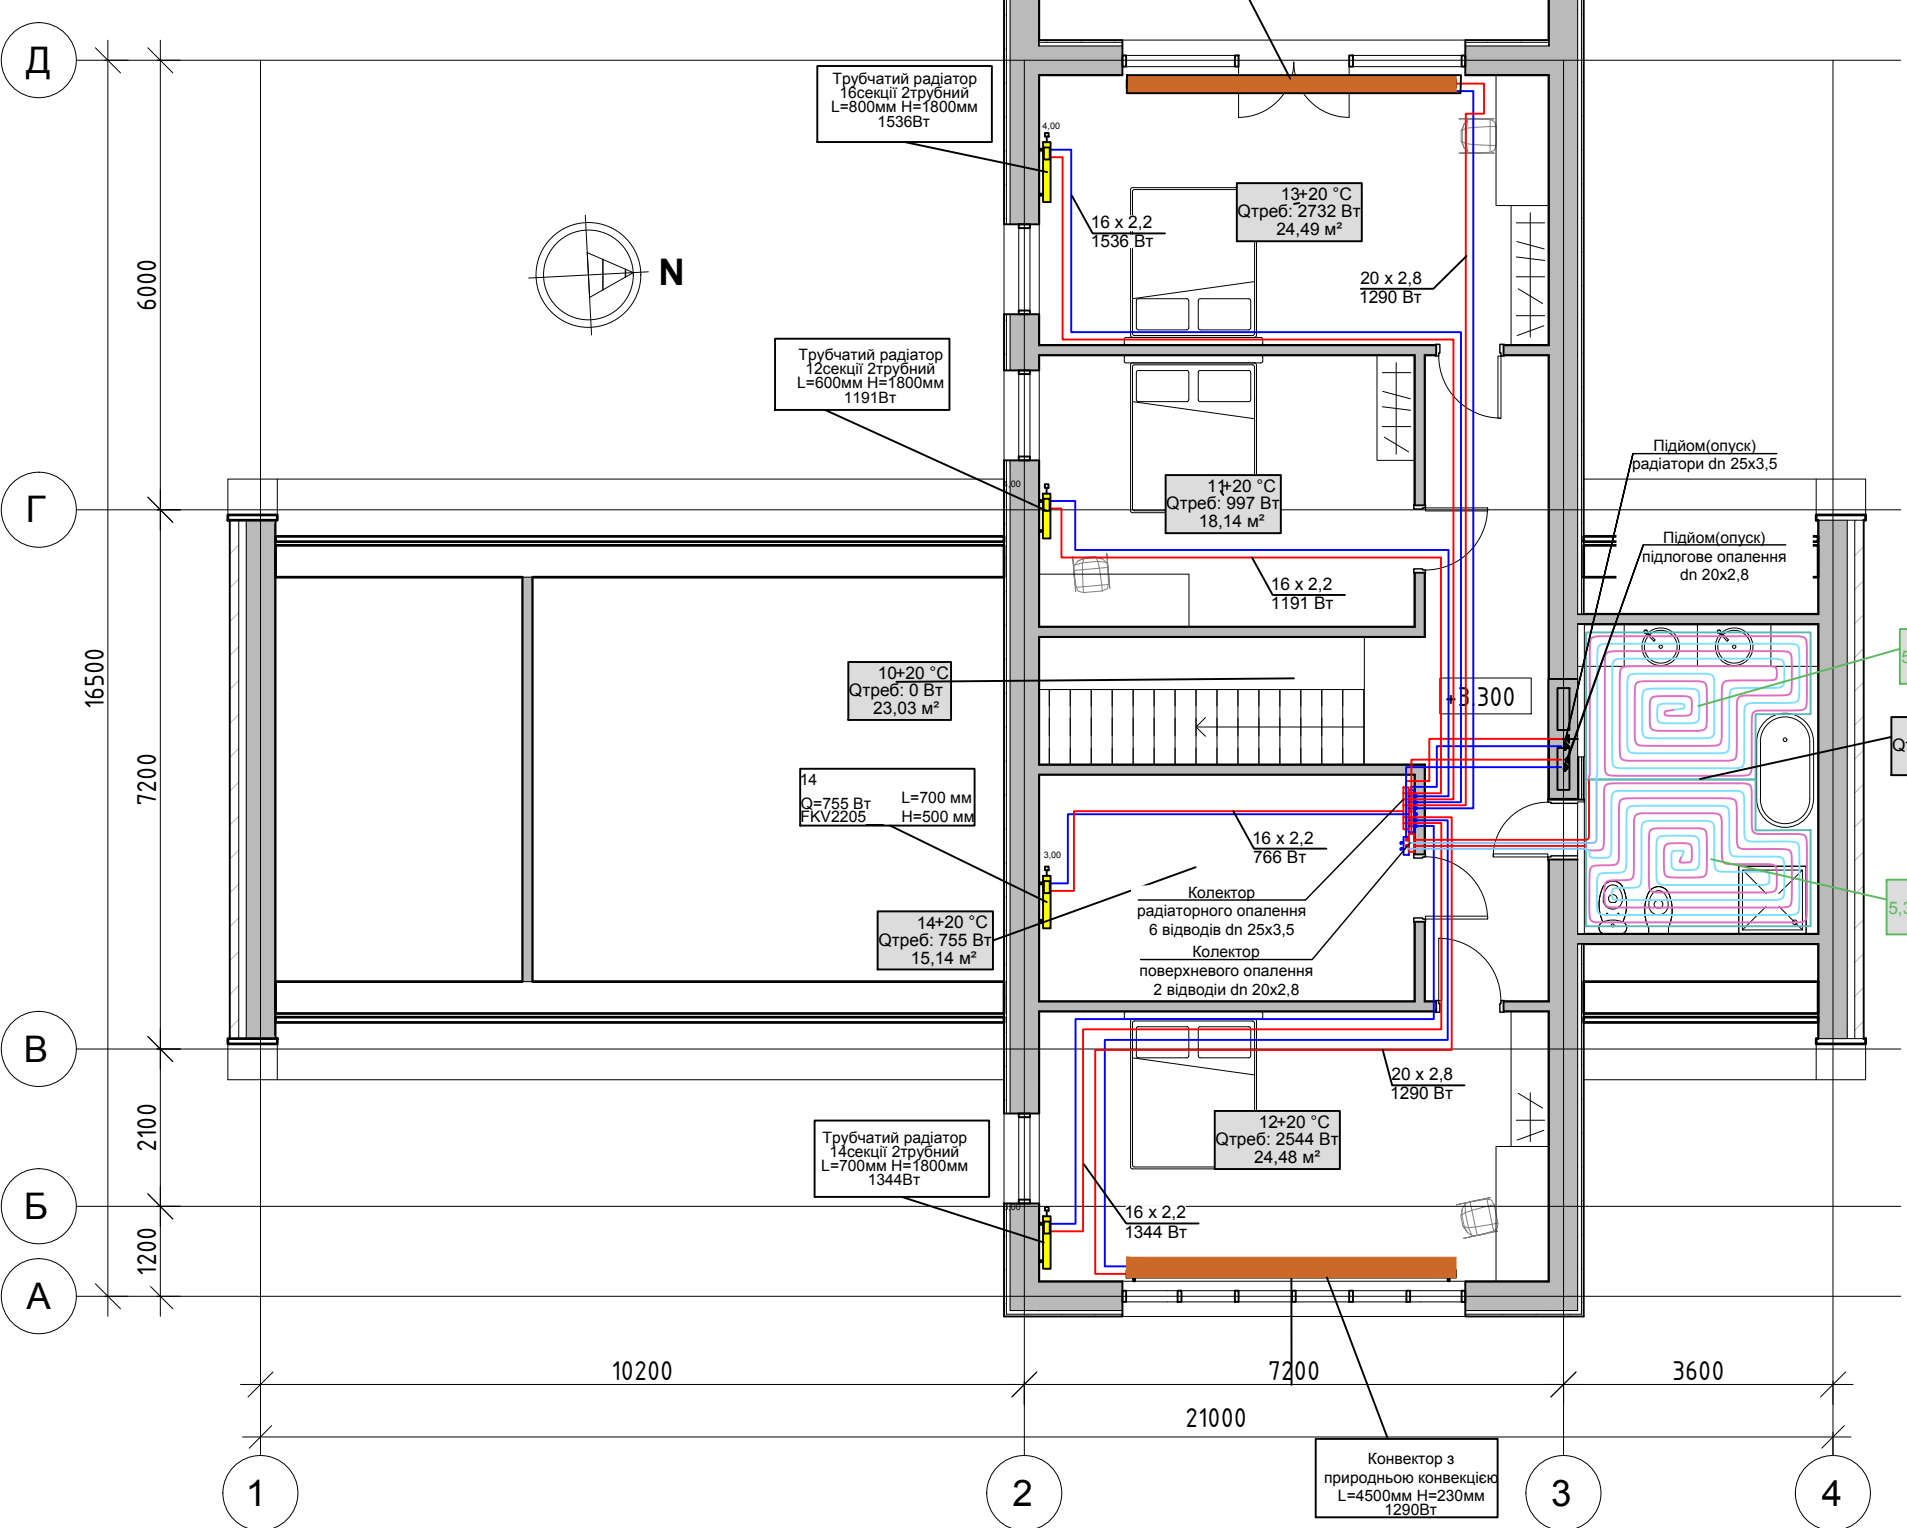 Д
Трубчатий радіатор
16секції 2трубний
L=800мм H=1800мм
1536Вт
4,00
13+20 °C
Qтреб: 2732 Вт
24,49 м²
16 x 2,2
1536 Вт
20 x 2,8
1290 Вт
N
6000
Трубчатий радіатор
12секції 2трубний
L=600мм H=1800мм
1191Вт
Підйом(опуск)
радіатори dn 25x3,5
Г
11+20 °C
Qтреб: 997 Вт
18,14 м²
Підйом(опуск)
підлогове опалення
dn 20x2,8
16 x 2,2
1191 Вт
16500
10+20 °C
Qтреб: 0 Вт
23,03 м²
+3.300
7200
14
Q=755 Вт
FKV2205
L=700 мм
H=500 мм
16 x 2,2
766 Вт
3,00
Колектор
радіаторного опалення
6 відводів dn 25x3,5
14+20 °C
Qтреб: 755 Вт
15,14 м²
Колектор
поверхневого опалення
2 відводіи dn 20x2,8
5,3
В
20 x 2,8
1290 Вт
2100
12+20 °C
Qтреб: 2544 Вт
24,48 м²
Трубчатий радіатор
14секції 2трубний
L=700мм H=1800мм
1344Вт
Б
16 x 2,2
1344 Вт
1200
А
10200
7200
3600
21000
Конвектор з
природньою конвекцією
L=4500мм H=230мм
1290Вт
1
2
3
4